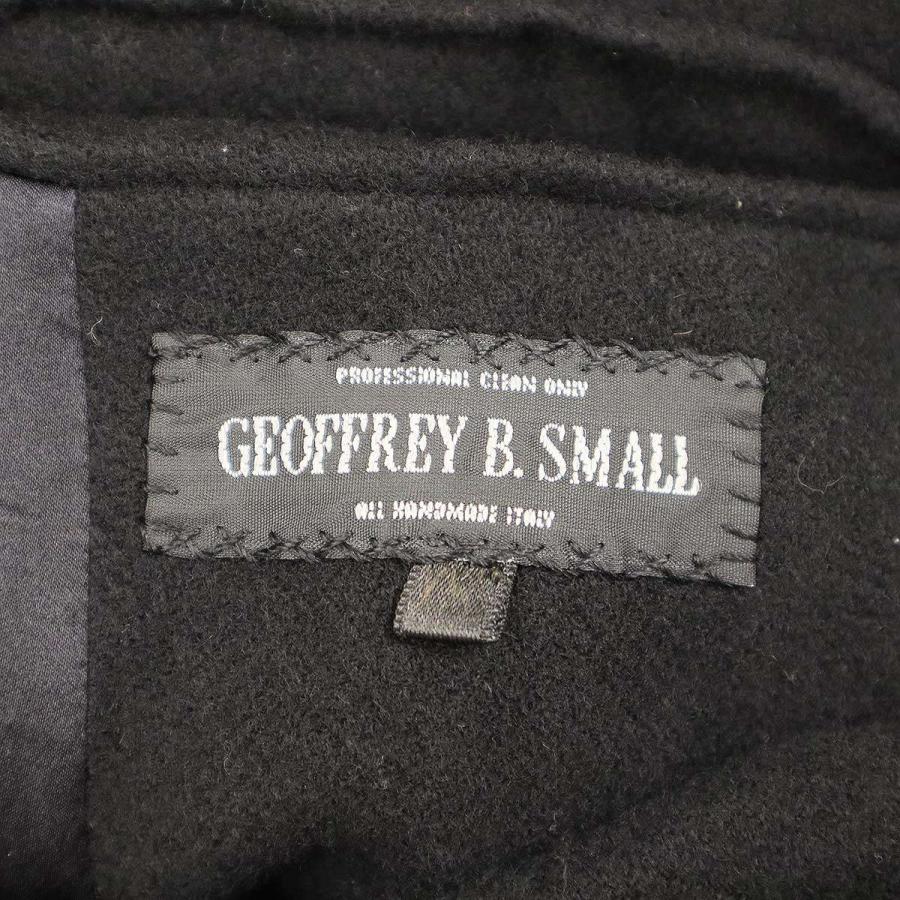 PROFESSIONAL CLEAN ONLY
GEOFFREY B. SMALL
ALL HANDMADE ITALY